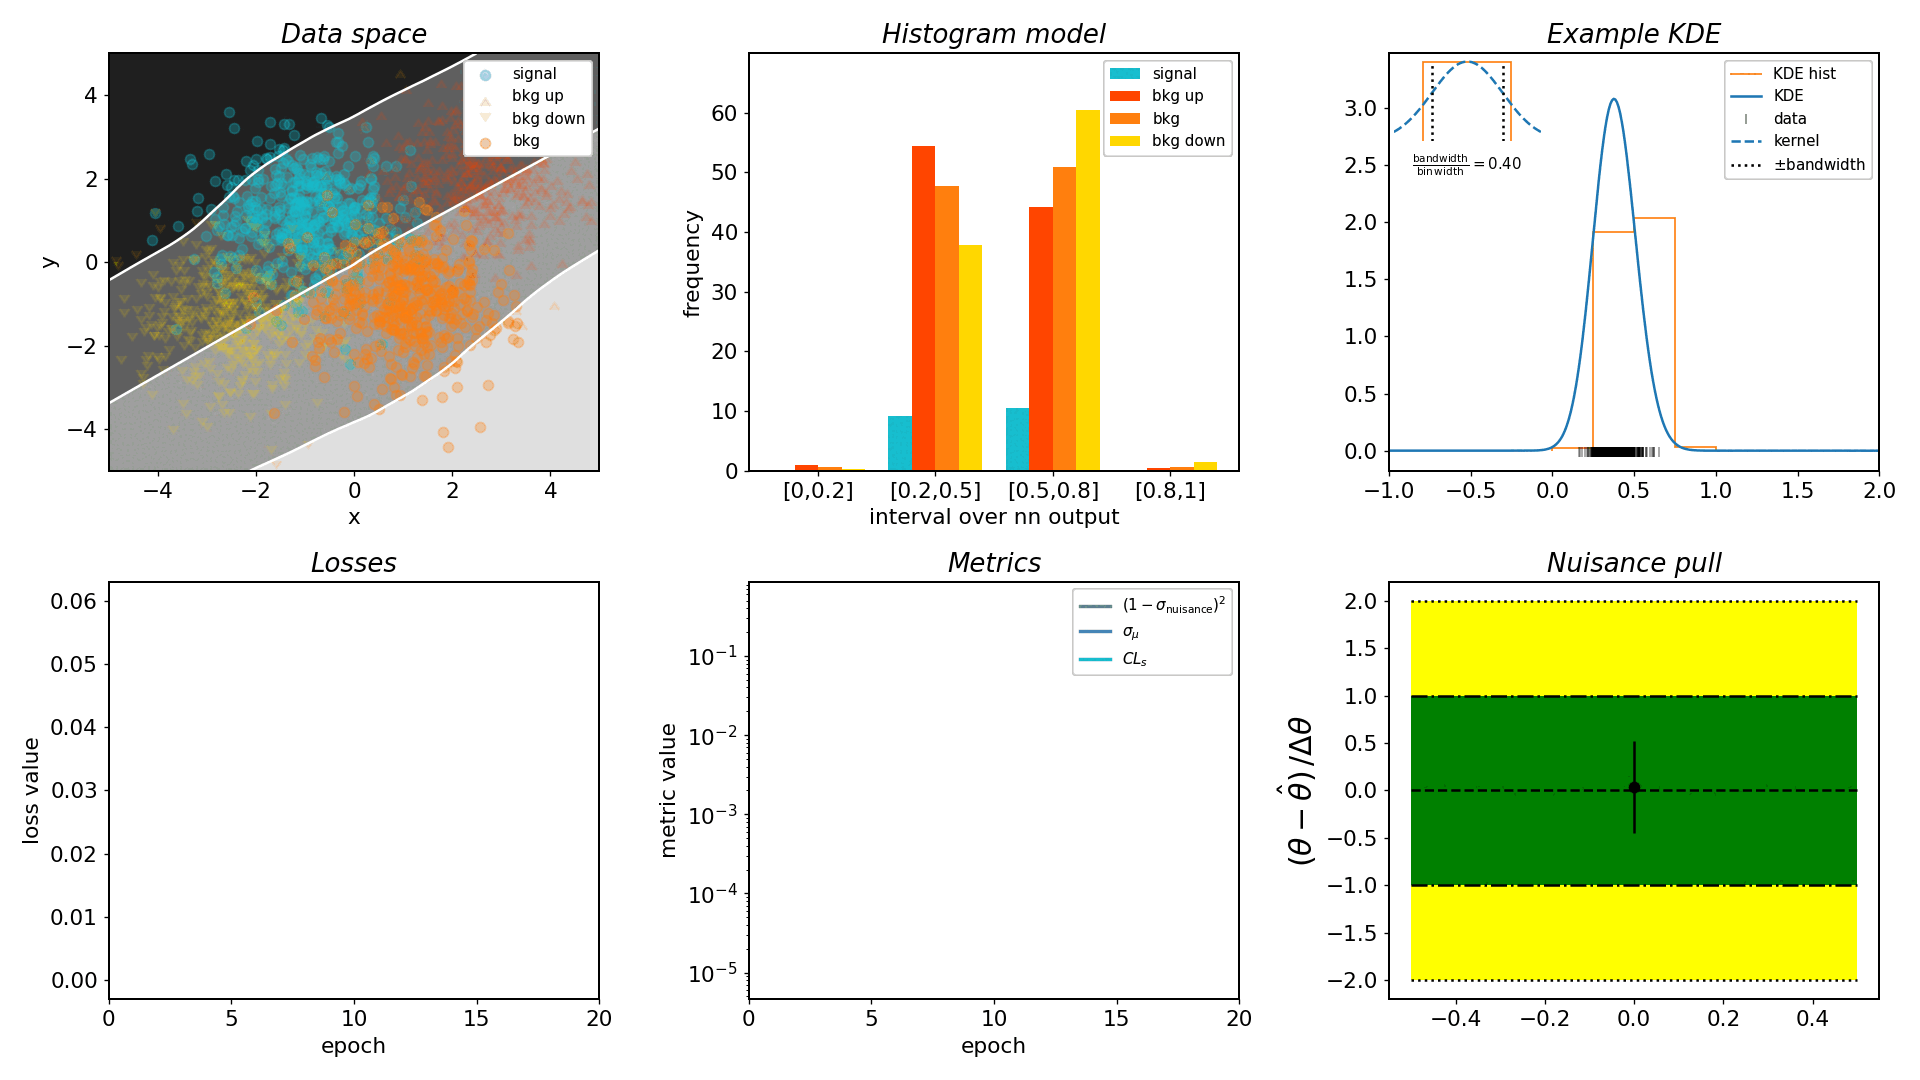 Data space
signal
bkg up
bkg down
bkg
4
2
0
−2
−4
y
−4 −2 0 2 4
x
Histogram model
signal
bkg up
bkg
bkg down
60
50
40
30
20
10
0
frequency
[0,0.2] [0.2,0.5] [0.5,0.8] [0.8,1]
interval over nn output
Example KDE
KDE hist
KDE
data
kernel
±bandwidth
bandwidth/binwidth = 0.40
3.0
2.5
2.0
1.5
1.0
0.5
0.0
−1.0 −0.5 0.0 0.5 1.0 1.5 2.0
Losses
0.06
0.05
0.04
0.03
0.02
0.01
0.00
loss value
0 5 10 15 20
epoch
Metrics
(1 − σ_nuisance)²
σ_μ
CL_s
10⁻¹
10⁻²
10⁻³
10⁻⁴
10⁻⁵
metric value
0 5 10 15 20
epoch
Nuisance pull
2.0
1.5
1.0
0.5
0.0
−0.5
−1.0
−1.5
−2.0
(θ − θ̂) / Δθ
−0.4 −0.2 0.0 0.2 0.4